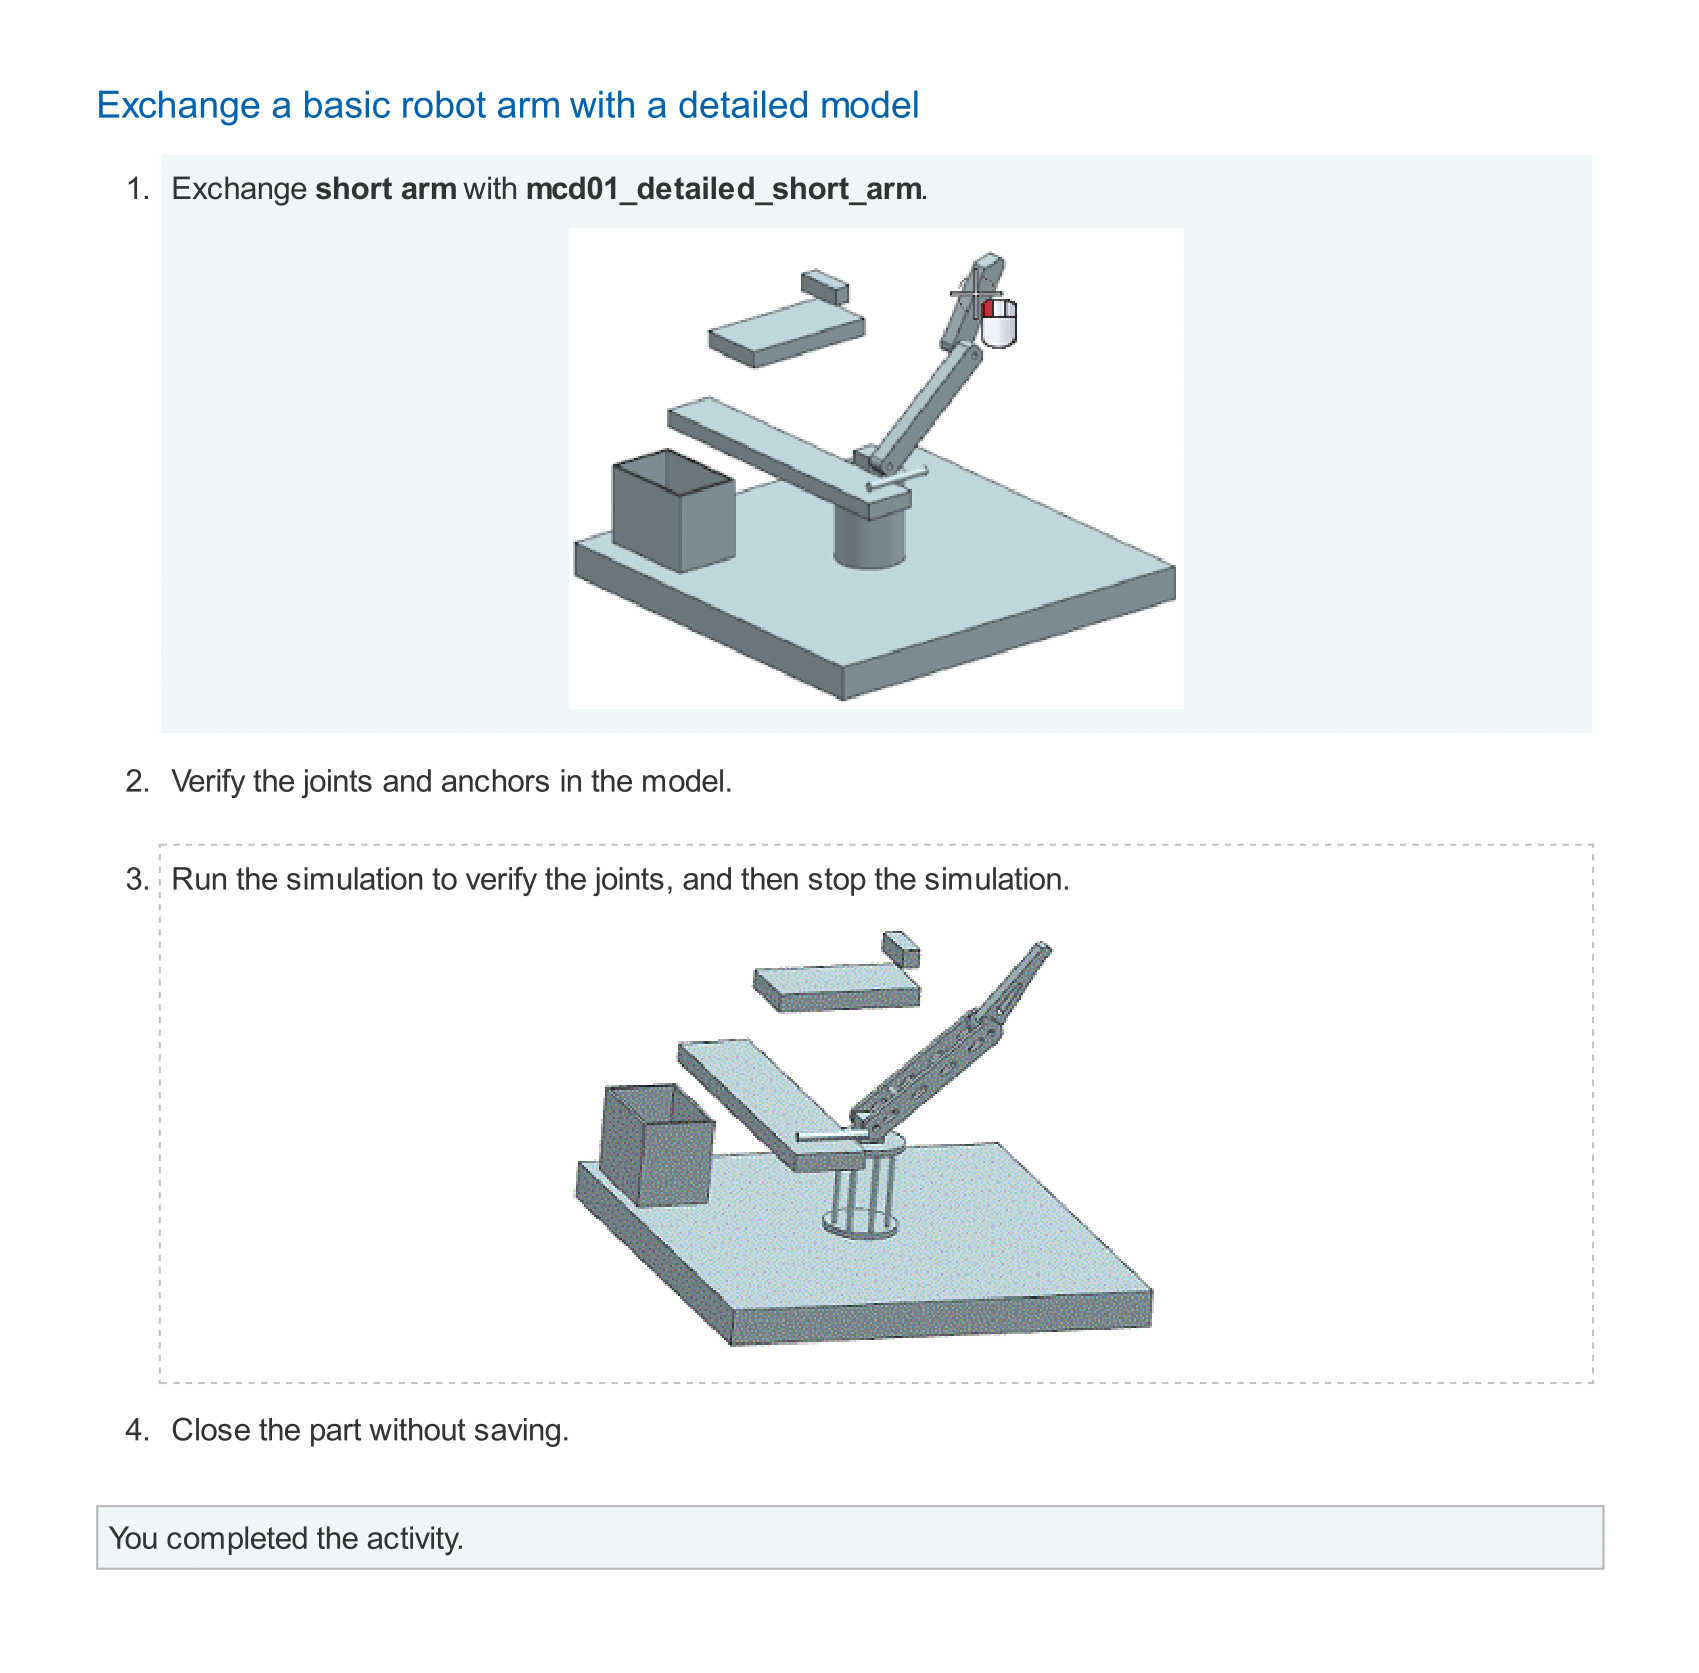 Exchange a basic robot arm with a detailed model
1. Exchange short arm with mcd01_detailed_short_arm.
2. Verify the joints and anchors in the model.
3. Run the simulation to verify the joints, and then stop the simulation.
4. Close the part without saving.
You completed the activity.